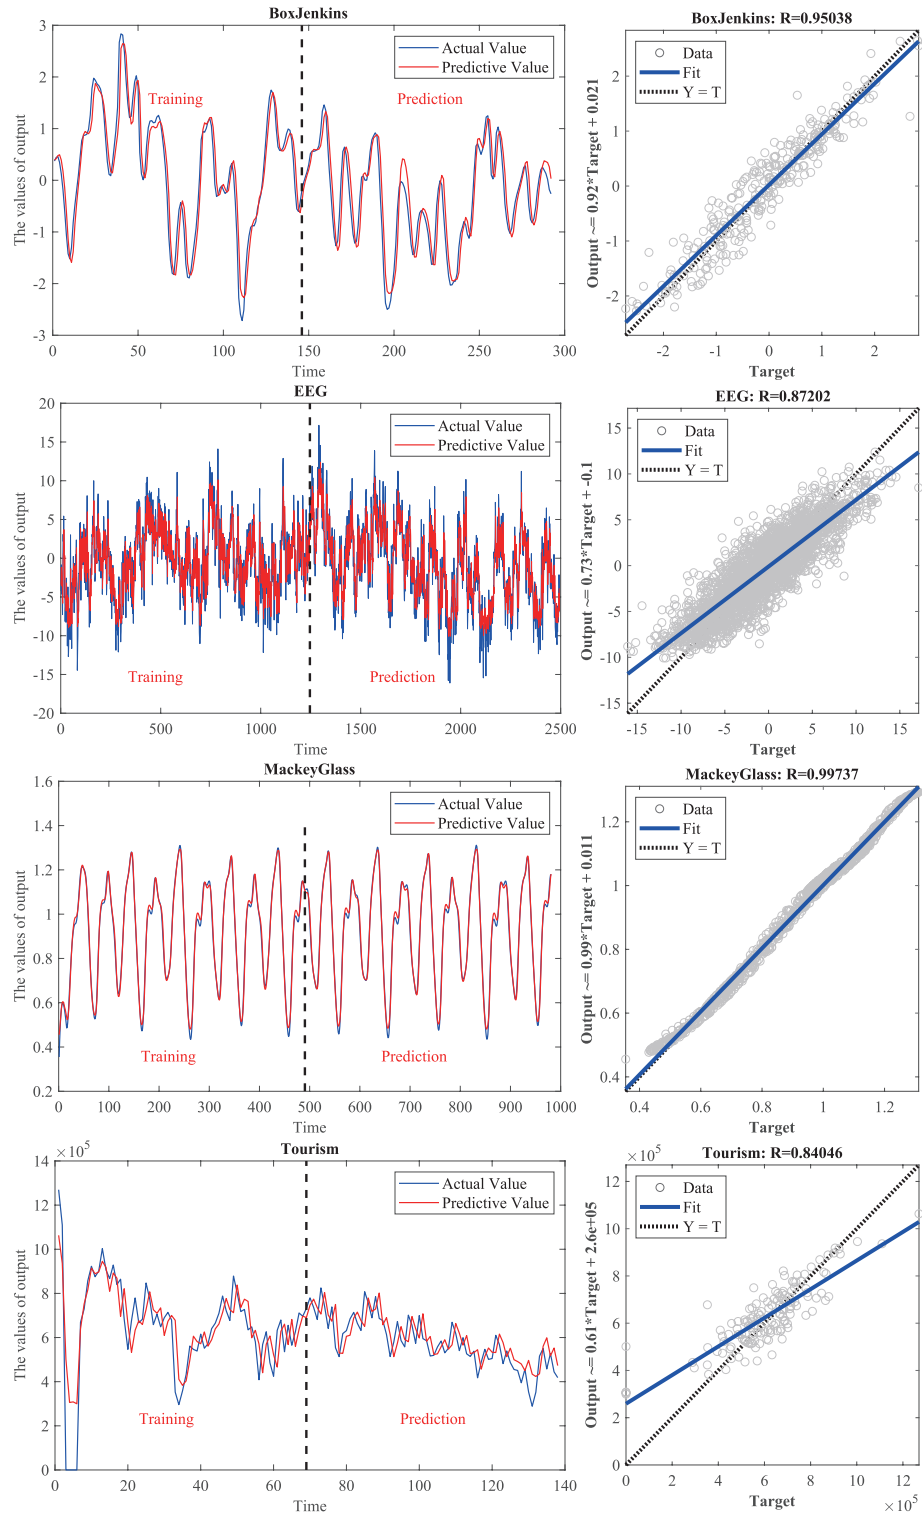 BoxJenkins
The values of output
3
2
1
0
-1
-2
-3
Actual Value
Predictive Value
Training
Prediction
0 50 100 150 200 250 300
Time
BoxJenkins: R=0.95038
Output ~= 0.92*Target + 0.021
2
1
0
-1
-2
Data
Fit
Y = T
-2 -1 0 1 2
Target
EEG
The values of output
20
15
10
5
0
-5
-10
-15
-20
Actual Value
Predictive Value
Training
Prediction
0 500 1000 1500 2000 2500
Time
EEG: R=0.87202
Output ~= 0.73*Target + -0.1
15
10
5
0
-5
-10
-15
Data
Fit
Y = T
-15 -10 -5 0 5 10 15
Target
MackeyGlass
The values of output
1.6
1.4
1.2
1
0.8
0.6
0.4
0.2
Actual Value
Predictive Value
Training
Prediction
0 100 200 300 400 500 600 700 800 900 1000
Time
MackeyGlass: R=0.99737
Output ~= 0.99*Target + 0.011
1.2
1
0.8
0.6
0.4
Data
Fit
Y = T
0.4 0.6 0.8 1 1.2
Target
Tourism
×10⁵
The values of output
14
12
10
8
6
4
2
0
Actual Value
Predictive Value
Training
Prediction
0 20 40 60 80 100 120 140
Time
Tourism: R=0.84046
×10⁵
Output ~= 0.61*Target + 2.6e+05
12
10
8
6
4
2
0
Data
Fit
Y = T
0 2 4 6 8 10 12
Target
×10⁵